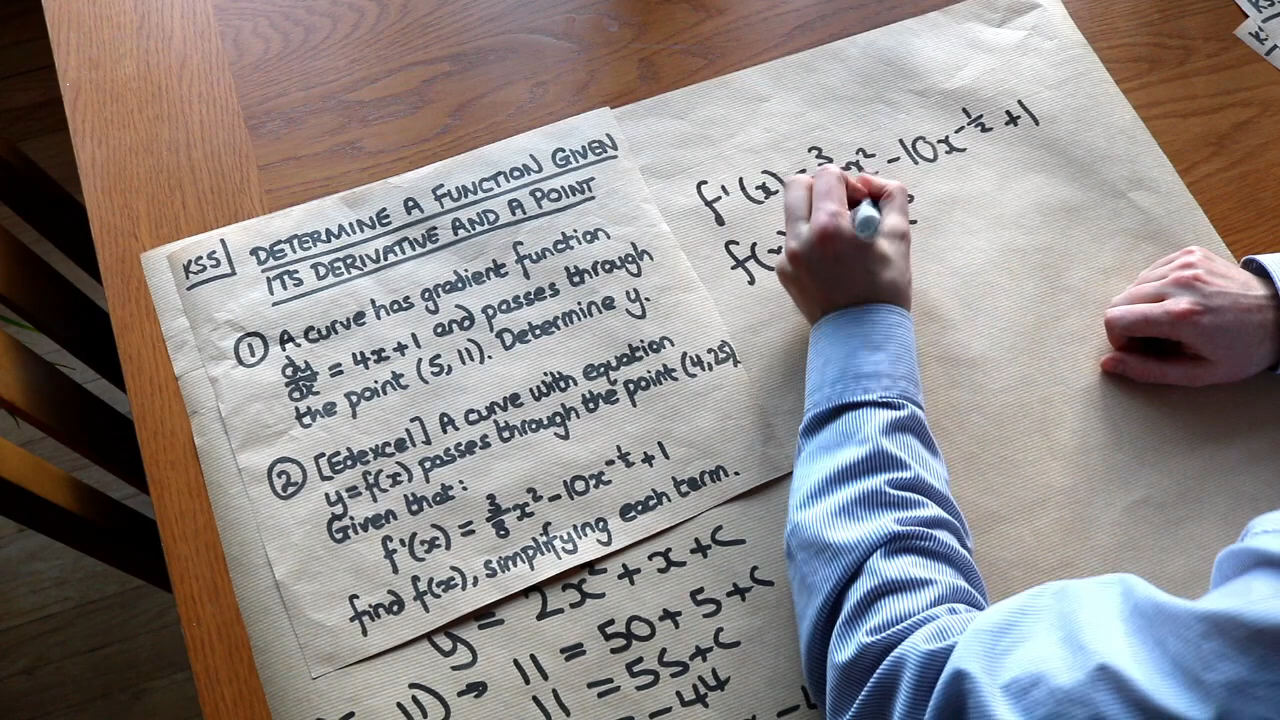 KS5
DETERMINE A FUNCTION GIVEN
ITS DERIVATIVE AND A POINT
① A curve has gradient function
dy/dx = 4x+1 and passes through
the point (5, 11). Determine y.
② [Edexcel] A curve with equation
y=f(x) passes through the point (4,25).
Given that:
f'(x) = 3/8 x² - 10x^(-1/2) + 1
find f(x), simplifying each term.
y = 2x² + x + C
11) → 11 = 50 + 5 + C
11 = 55 + C
- 44
f'(x) = 3 x² - 10x^(-1/2) + 1
f(x)